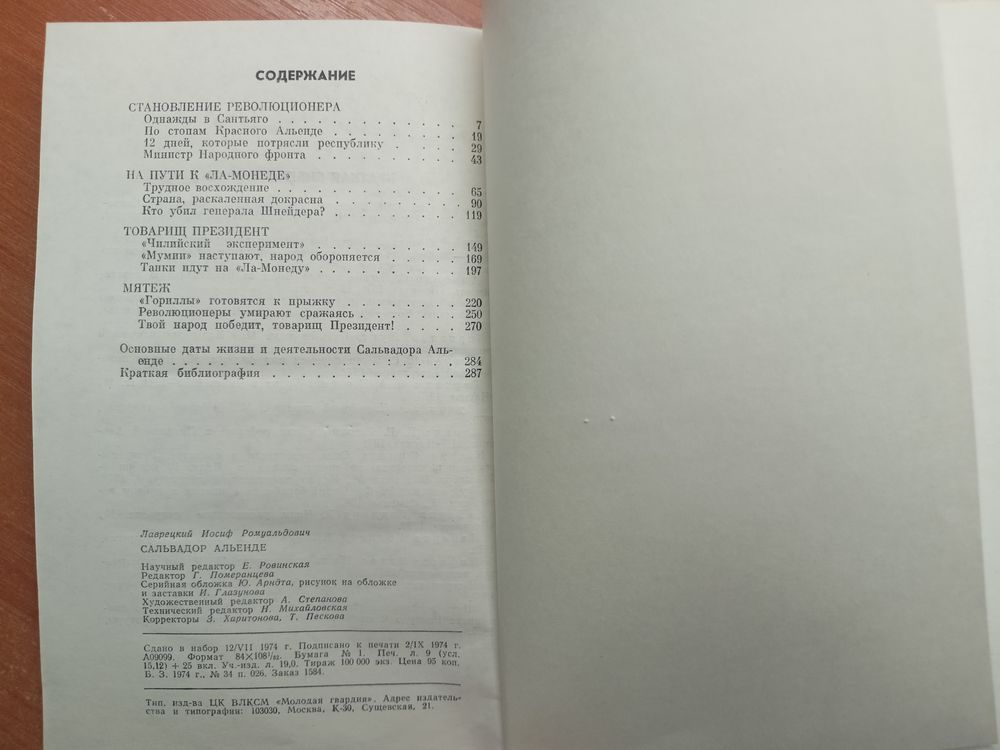 СОДЕРЖАНИЕ
СТАНОВЛЕНИЕ РЕВОЛЮЦИОНЕРА
Однажды в Сантьяго . . . . . . . . . . . . . 7
По стопам Красного Альенде . . . . . . . . . 19
12 дней, которые потрясли республику . . . . . 29
Министр Народного фронта . . . . . . . . . . 43
НА ПУТИ К «ЛА-МОНЕДЕ»
Трудное восхождение . . . . . . . . . . . . . 65
Страна, раскаленная докрасна . . . . . . . . . 90
Кто убил генерала Шнейдера? . . . . . . . . . 119
ТОВАРИЩ ПРЕЗИДЕНТ
«Чилийский эксперимент» . . . . . . . . . . 149
«Мумии» наступают, народ обороняется . . . . . 169
Танки идут на «Ла-Монеду» . . . . . . . . . . 197
МЯТЕЖ
«Гориллы» готовятся к прыжку . . . . . . . . 220
Революционеры умирают сражаясь . . . . . . . 250
Твой народ победит, товарищ Президент! . . . . 270
Основные даты жизни и деятельности Сальвадора Аль-
енде . . . . . . . . . . . . . . . : . . . . 284
Краткая библиография . . . . . . . . . . . . . 287
Лаврецкий Иосиф Ромуальдович
САЛЬВАДОР АЛЬЕНДЕ
Научный редактор Е. Ровинская
Редактор Г. Померанцева
Серийная обложка Ю. Арндта, рисунок на обложке
и заставки И. Глазунова
Художественный редактор А. Степанова
Технический редактор Н. Михайловская
Корректоры З. Харитонова, Т. Пескова
Сдано в набор 12/VII 1974 г. Подписано к печати 2/IX 1974 г.
А09099. Формат 84×108¹/₃₂. Бумага № 1. Печ. л. 9 (усл.
15,12) + 25 вкл. Уч.-изд. л. 19,0. Тираж 100 000 экз. Цена 95 коп.
Б. З. 1974 г., № 34 п. 026. Заказ 1584.
Тип. изд-ва ЦК ВЛКСМ «Молодая гвардия». Адрес издатель-
ства и типографии: 103030, Москва, К-30, Сущевская, 21.